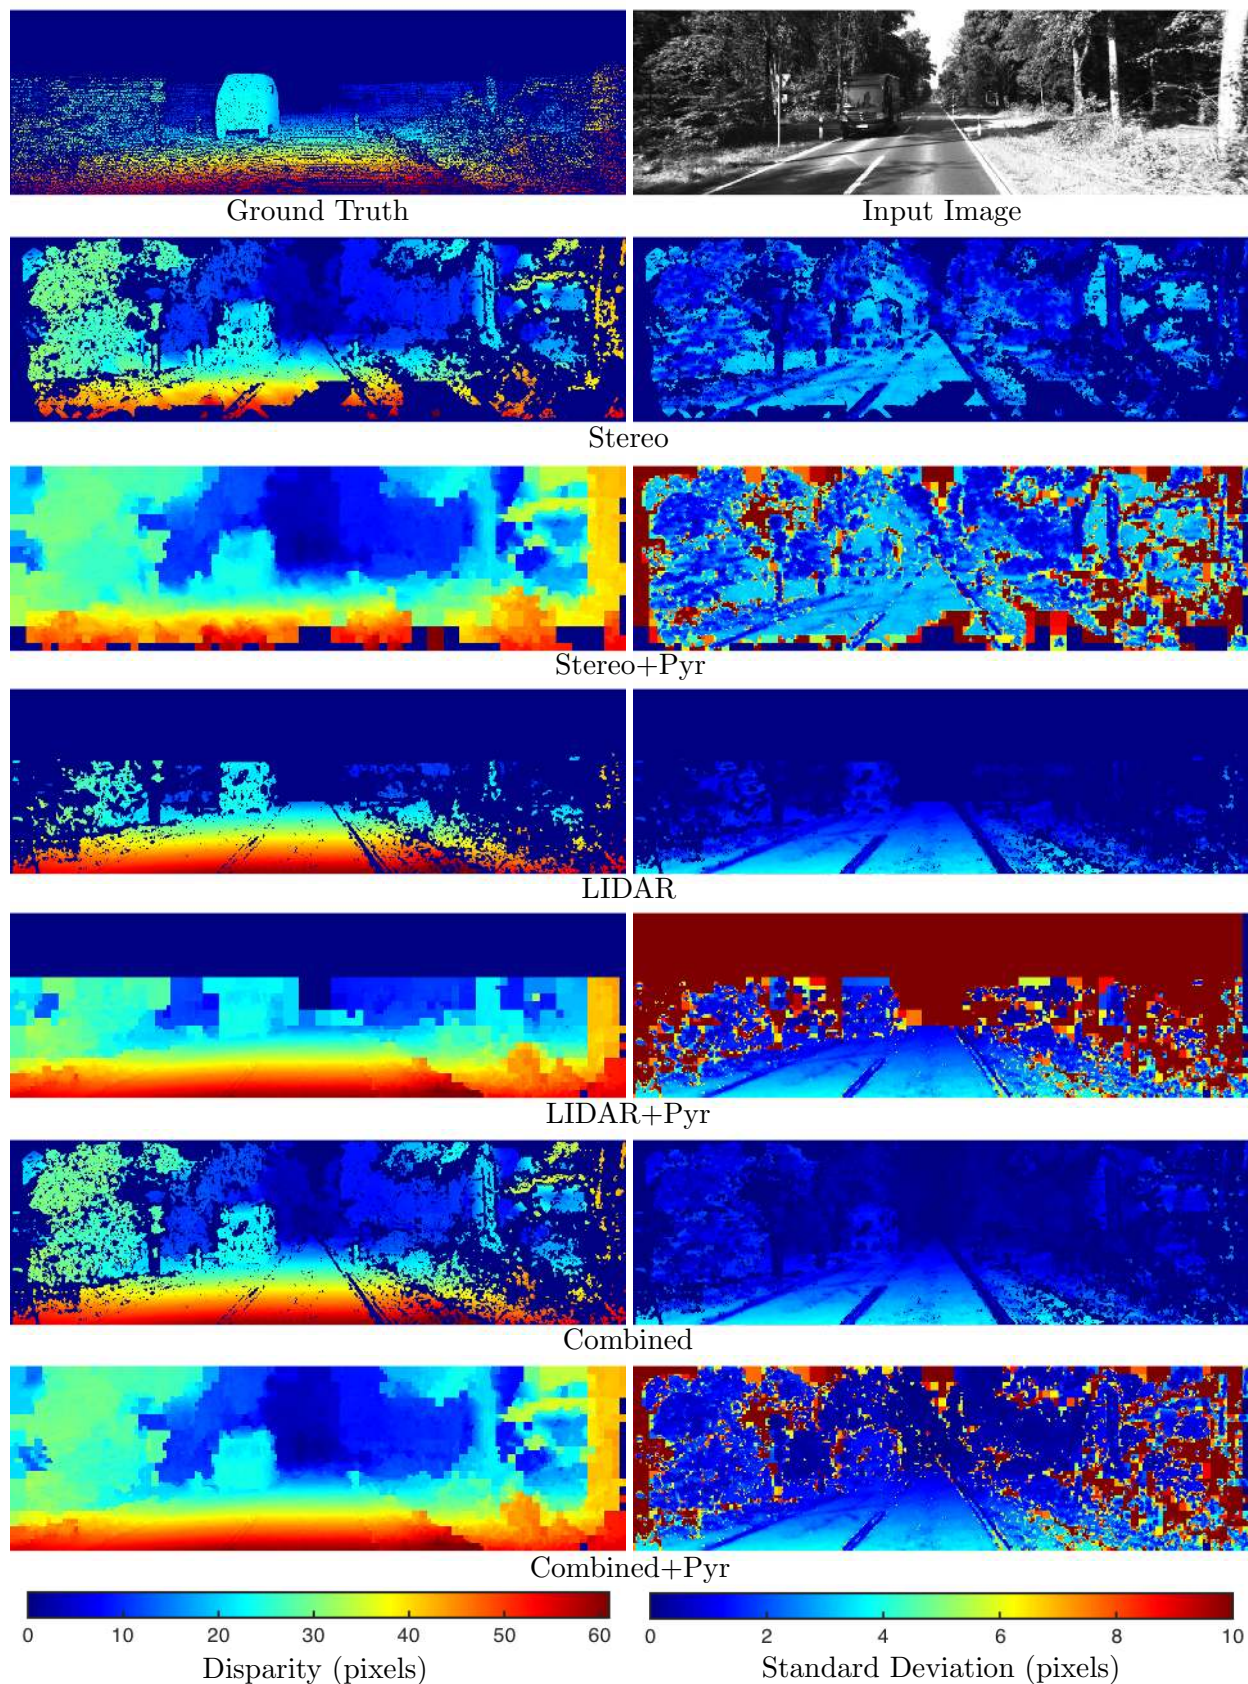 Ground Truth
Input Image
Stereo
Stereo+Pyr
LIDAR
LIDAR+Pyr
Combined
Combined+Pyr
0 10 20 30 40 50 60
Disparity (pixels)
0 2 4 6 8 10
Standard Deviation (pixels)